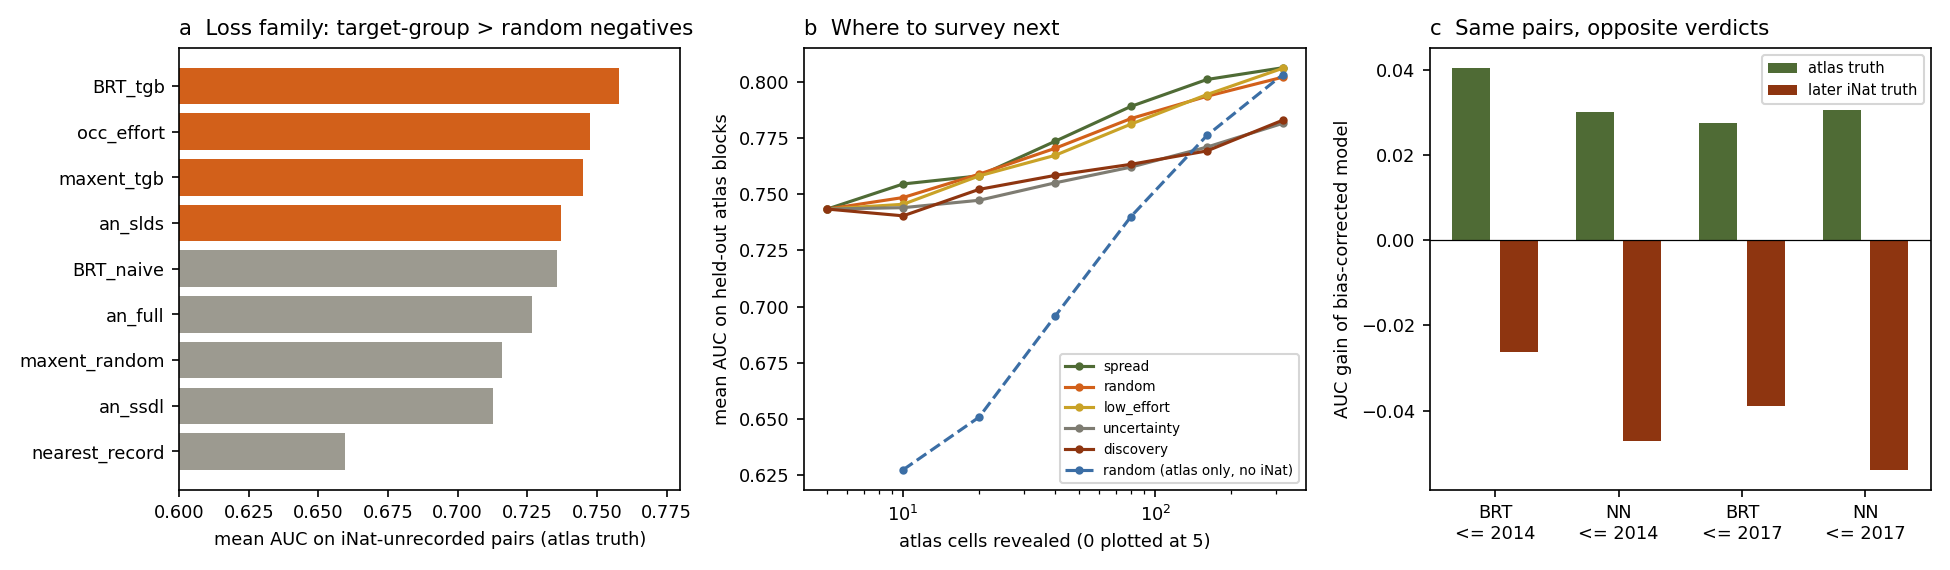 a  Loss family: target-group > random negatives
BRT_tgb
occ_effort
maxent_tgb
an_slds
BRT_naive
an_full
maxent_random
an_ssdl
nearest_record
0.600 0.625 0.650 0.675 0.700 0.725 0.750 0.775
mean AUC on iNat-unrecorded pairs (atlas truth)
b  Where to survey next
mean AUC on held-out atlas blocks
0.800
0.775
0.750
0.725
0.700
0.675
0.650
0.625
spread
random
low_effort
uncertainty
discovery
random (atlas only, no iNat)
10¹ 10²
atlas cells revealed (0 plotted at 5)
c  Same pairs, opposite verdicts
AUC gain of bias-corrected model
0.04
0.02
0.00
−0.02
−0.04
atlas truth
later iNat truth
BRT
<= 2014
NN
<= 2014
BRT
<= 2017
NN
<= 2017